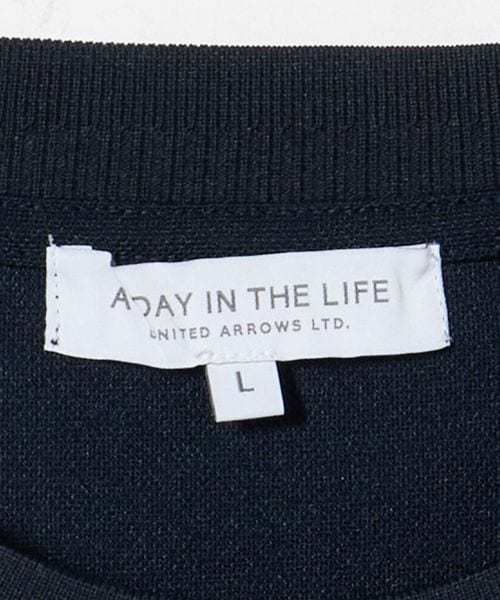 A DAY IN THE LIFE
UNITED ARROWS LTD.
L